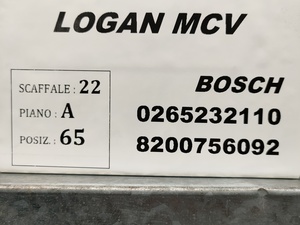 LOGAN MCV
SCAFFALE: 22
PIANO: A
POSIZ.: 65
BOSCH
0265232110
8200756092